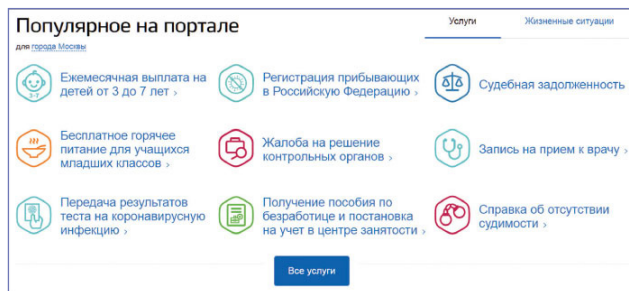 Популярное на портале
Услуги
Жизненные ситуации
для города Москвы
Ежемесячная выплата на
детей от 3 до 7 лет ›
Регистрация прибывающих
в Российскую Федерацию ›
Судебная задолженность
3-7
Бесплатное горячее
питание для учащихся
младших классов ›
Жалоба на решение
контрольных органов ›
Запись на прием к врачу ›
Передача результатов
теста на коронавирусную
инфекцию ›
Получение пособия по
безработице и постановка
на учет в центре занятости ›
Справка об отсутствии
судимости ›
Все услуги